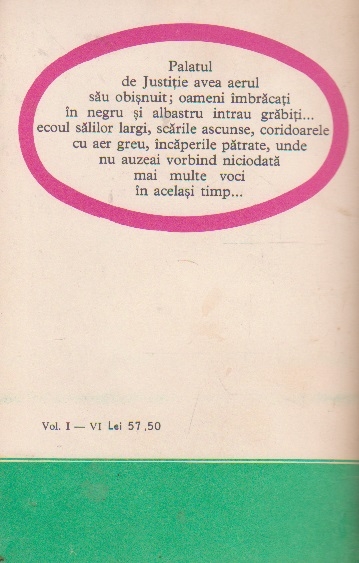 Palatul
de Justiție avea aerul
său obișnuit; oameni îmbrăcați
în negru și albastru intrau grăbiți...
ecoul sălilor largi, scările ascunse, coridoarele
cu aer greu, încăperile pătrate, unde
nu auzeai vorbind niciodată
mai multe voci
în același timp...
Vol. I — VI Lei 57,50